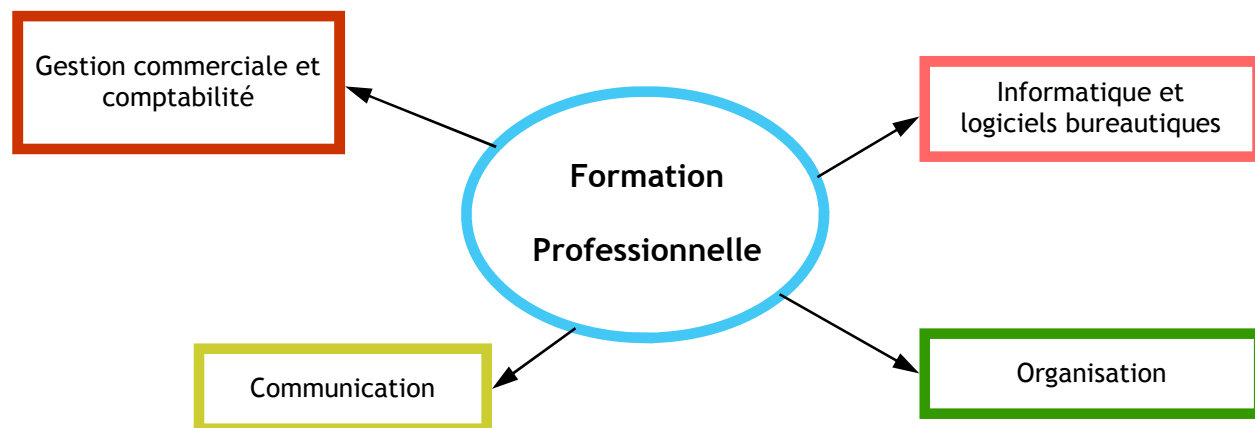 Gestion commerciale et
comptabilité
Informatique et
logiciels bureautiques
Formation
Professionnelle
Communication
Organisation